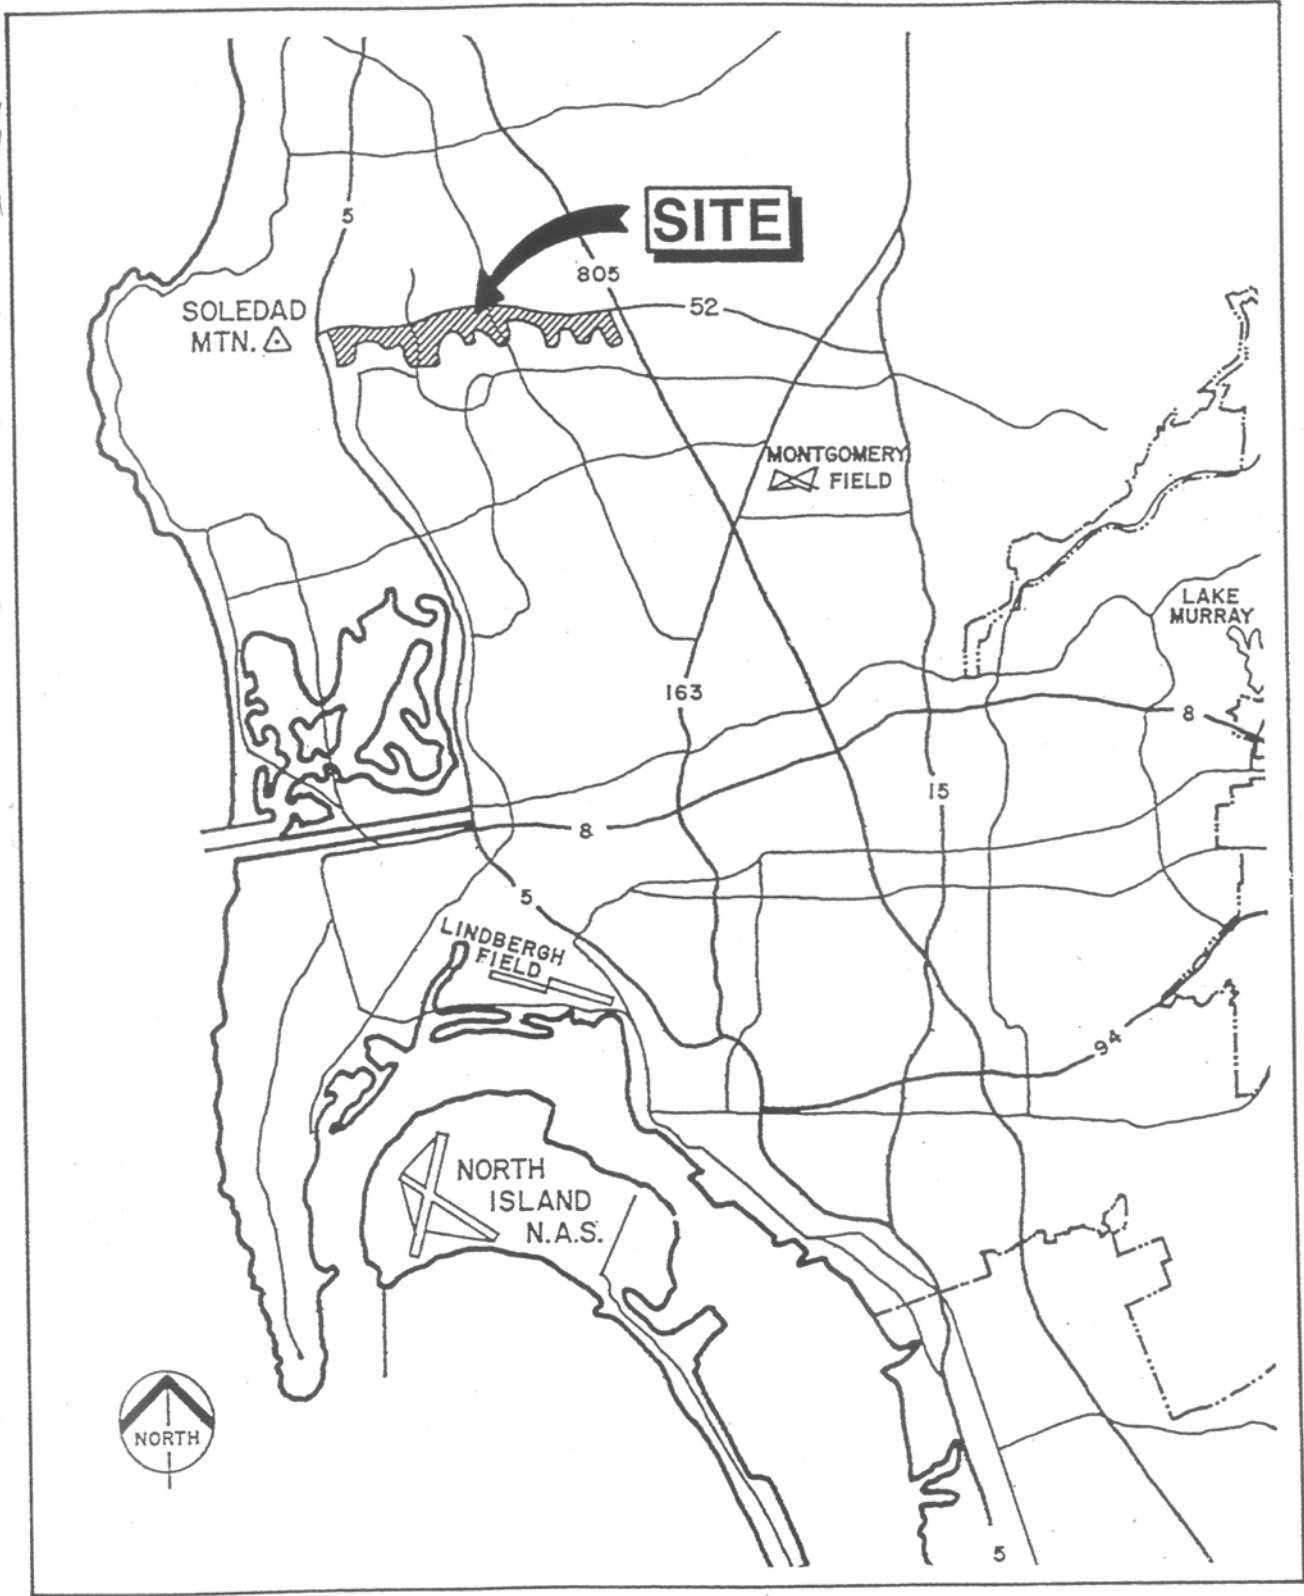 5
SITE
805
52
SOLEDAD
MTN.
MONTGOMERY
FIELD
LAKE
MURRAY
163
8
15
8
5
LINDBERGH
FIELD
94
NORTH
ISLAND
N.A.S.
NORTH
5